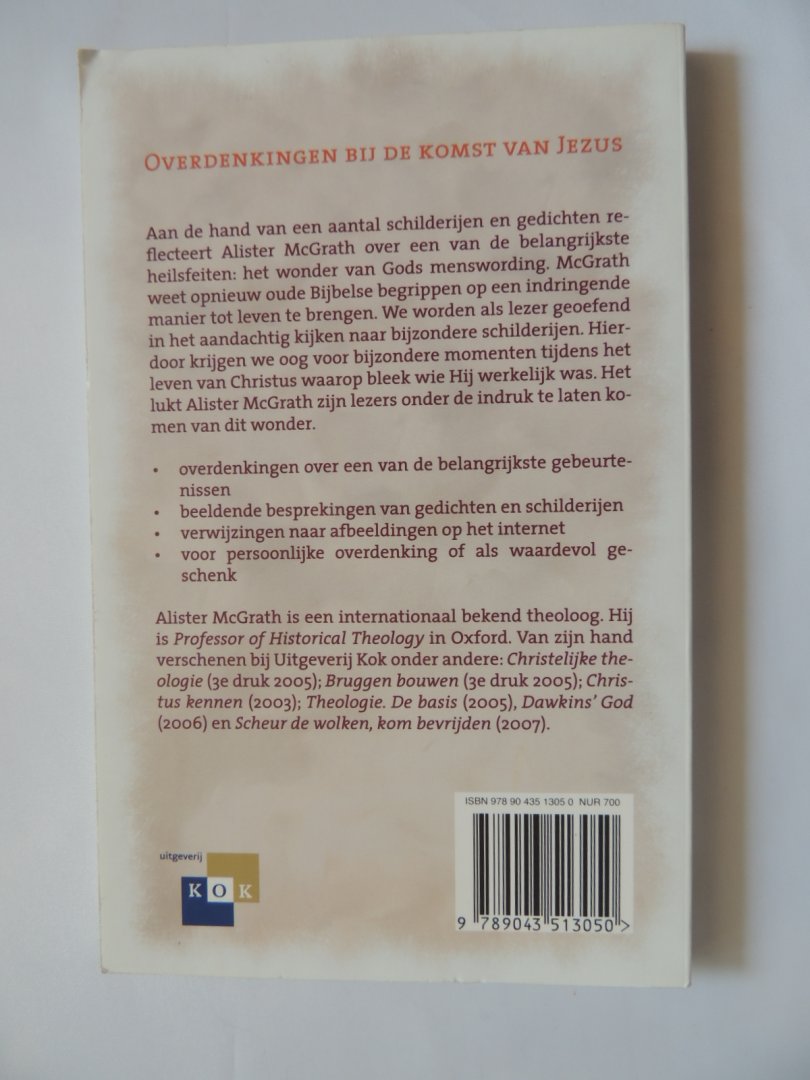 Overdenkingen bij de komst van Jezus
Aan de hand van een aantal schilderijen en gedichten re-
flecteert Alister McGrath over een van de belangrijkste
heilsfeiten: het wonder van Gods menswording. McGrath
weet opnieuw oude Bijbelse begrippen op een indringende
manier tot leven te brengen. We worden als lezer geoefend
in het aandachtig kijken naar bijzondere schilderijen. Hier-
door krijgen we oog voor bijzondere momenten tijdens het
leven van Christus waarop bleek wie Hij werkelijk was. Het
lukt Alister McGrath zijn lezers onder de indruk te laten ko-
men van dit wonder.
• overdenkingen over een van de belangrijkste gebeurte-
nissen
• beeldende besprekingen van gedichten en schilderijen
• verwijzingen naar afbeeldingen op het internet
• voor persoonlijke overdenking of als waardevol ge-
schenk
Alister McGrath is een internationaal bekend theoloog. Hij
is Professor of Historical Theology in Oxford. Van zijn hand
verschenen bij Uitgeverij Kok onder andere: Christelijke the-
ologie (3e druk 2005); Bruggen bouwen (3e druk 2005); Chris-
tus kennen (2003); Theologie. De basis (2005), Dawkins’ God
(2006) en Scheur de wolken, kom bevrijden (2007).
ISBN 978 90 435 1305 0 NUR 700
9 789043 513050 >
uitgeverij
KOK